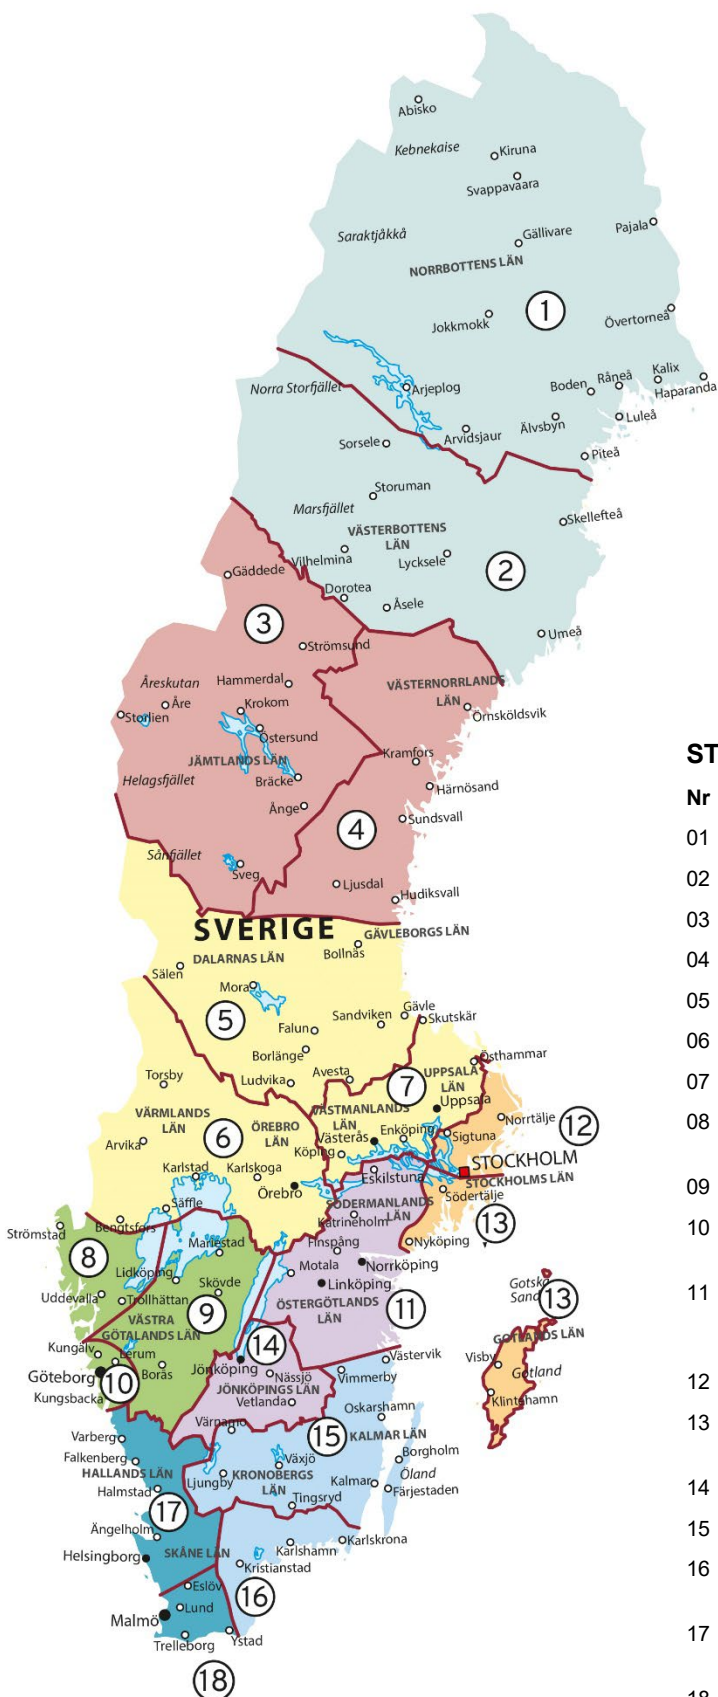 Abisko
Kebnekaise
Kiruna
Svappavaara
Pajala
Saraktjåkkå
Gällivare
NORRBOTTENS LÄN
Jokkmokk
1
Övertorneå
Norra Storfjället
Arjeplog
Boden
Råneå
Kalix
Haparanda
Luleå
Älvsbyn
Arvidsjaur
Sorsele
Piteå
Storuman
Marsfjället
Skellefteå
VÄSTERBOTTENS
LÄN
Vilhelmina
Lycksele
2
Gäddede
Dorotea
Åsele
3
Umeå
Strömsund
Åreskutan
Hammerdal
VÄSTERNORRLANDS
LÄN
Åre
Storlien
Krokom
Örnsköldsvik
Östersund
JÄMTLANDS LÄN
Kramfors
Helagsfjället
Bräcke
Härnösand
Ånge
4
Sundsvall
Sånfjället
Sveg
Ljusdal
Hudiksvall
SVERIGE
GÄVLEBORGS LÄN
DALARNAS LÄN
Bollnäs
Sälen
Mora
5
Falun
Sandviken
Gävle
Skutskär
Borlänge
Östhammar
Torsby
Ludvika
Avesta
7
UPPSALA
LÄN
VÄRMLANDS
LÄN
VÄSTMANLANDS
LÄN
Uppsala
6
ÖREBRO
LÄN
Norrtälje
12
Arvika
Västerås
Enköping
Sigtuna
Köping
Karlstad
Karlskoga
Eskilstuna
STOCKHOLM
STOCKHOLMS LÄN
Örebro
Södertälje
Säffle
SÖDERMANLANDS
LÄN
Katrineholm
13
Strömstad
Bengtsfors
Mariestad
Finspång
Nyköping
8
Lidköping
Motala
Norrköping
Skövde
Linköping
Uddevalla
Trollhättan
9
ÖSTERGÖTLANDS
LÄN
11
Gotska
Sand
13
VÄSTRA
GÖTALANDS LÄN
GOTLANDS LÄN
Kungälv
Lerum
14
Västervik
Visby
Gotland
Göteborg
10
Borås
Jönköping
Nässjö
Vimmerby
Kungsbacka
JÖNKÖPINGS LÄN
Vetlanda
Klintehamn
Oskarshamn
Värnamo
15
KALMAR LÄN
Varberg
Falkenberg
Växjö
Borgholm
HALLANDS LÄN
Ljungby
KRONOBERGS
LÄN
Kalmar
Öland
Färjestaden
Halmstad
Tingsryd
17
Ängelholm
Karlskrona
Karlshamn
Helsingborg
SKÅNE LÄN
Kristianstad
Eslöv
16
Lund
Malmö
Ystad
Trelleborg
18
ST
Nr
01
02
03
04
05
06
07
08
09
10
11
12
13
14
15
16
17
18